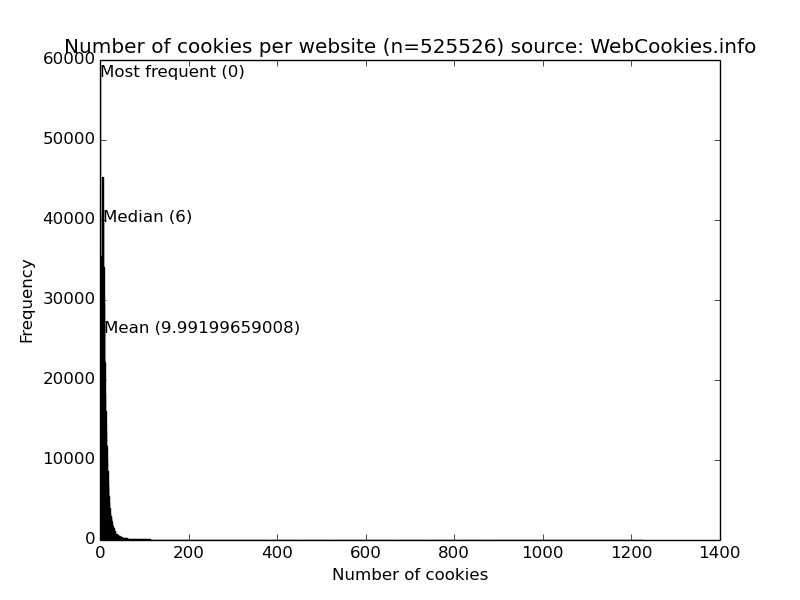 Number of cookies per website (n=525526) source: WebCookies.info
60000
Most frequent (0)
50000
40000
Median (6)
30000
Mean (9.99199659008)
20000
10000
0
Frequency
0 200 400 600 800 1000 1200 1400
Number of cookies